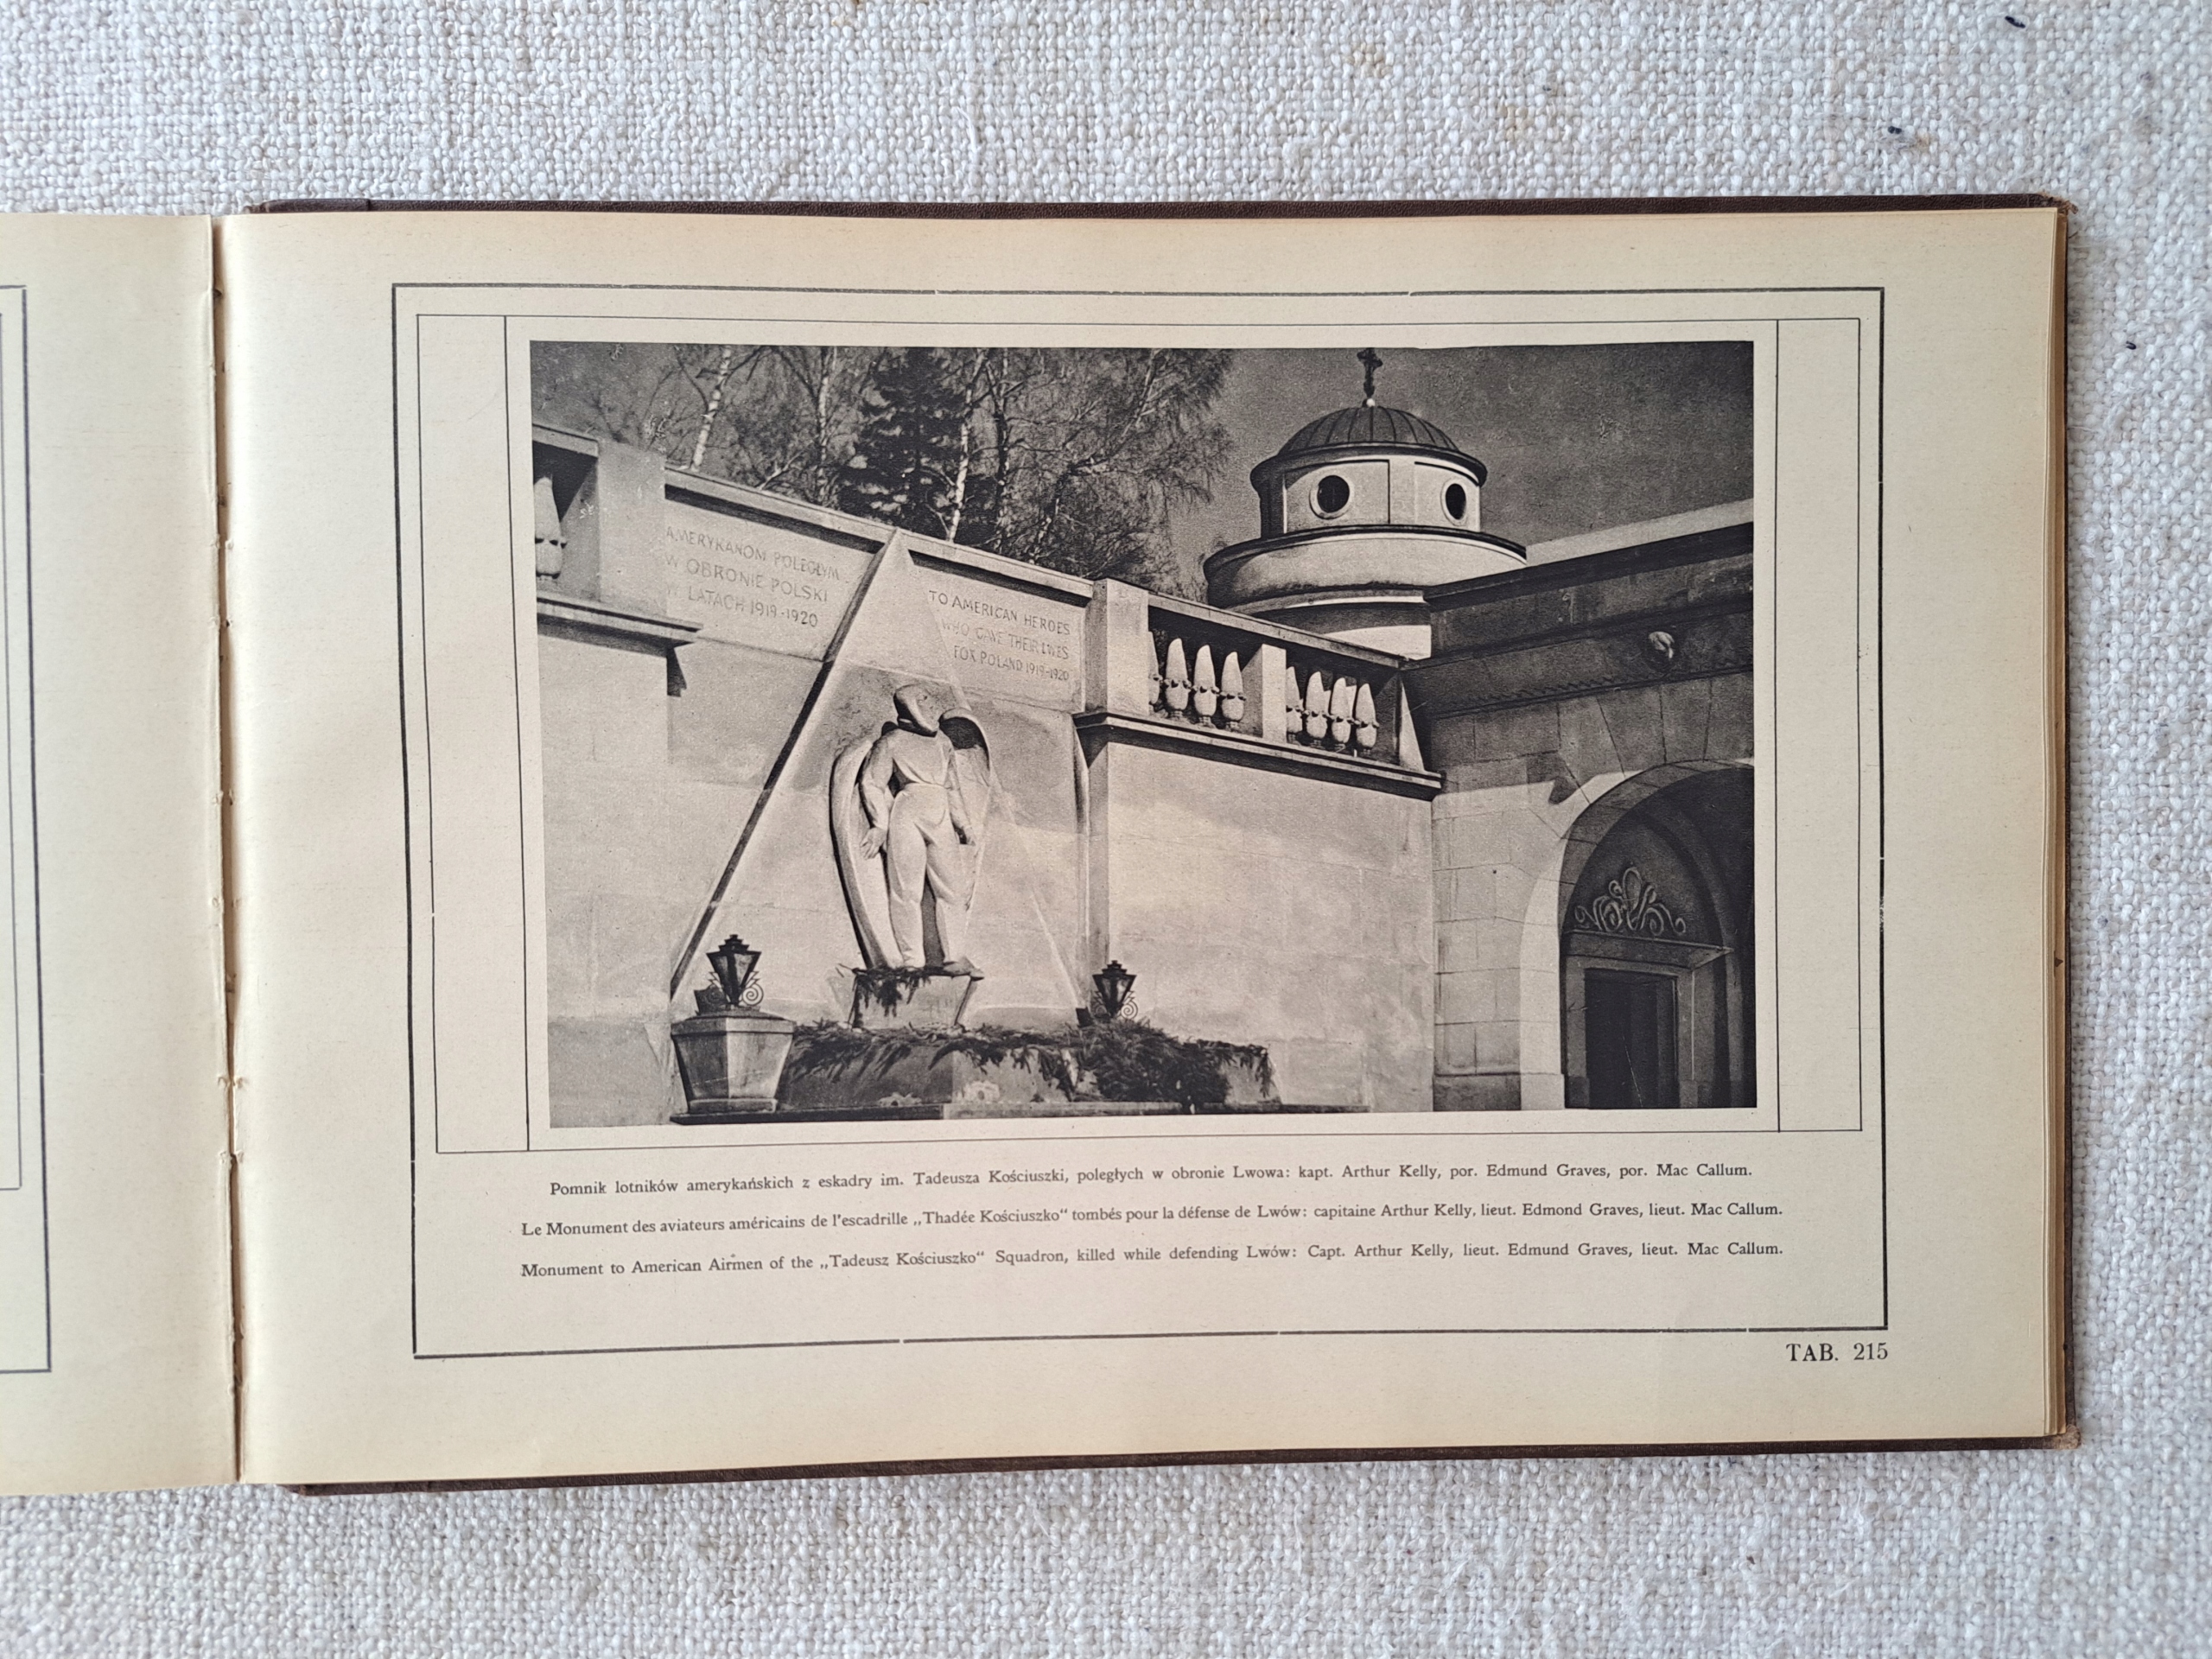 AMERYKANOM POLEGŁYM
W OBRONIE POLSKI
W LATACH 1919-1920
TO AMERICAN HEROES
WHO GAVE THEIR LIVES
FOR POLAND 1919-1920
Pomnik lotników amerykańskich z eskadry im. Tadeusza Kościuszki, poległych w obronie Lwowa: kapt. Arthur Kelly, por. Edmund Graves, por. Mac Callum.
Le Monument des aviateurs américains de l'escadrille „Thadée Kościuszko“ tombés pour la défense de Lwów: capitaine Arthur Kelly, lieut. Edmond Graves, lieut. Mac Callum.
Monument to American Airmen of the „Tadeusz Kościuszko“ Squadron, killed while defending Lwów: Capt. Arthur Kelly, lieut. Edmund Graves, lieut. Mac Callum.
TAB. 215